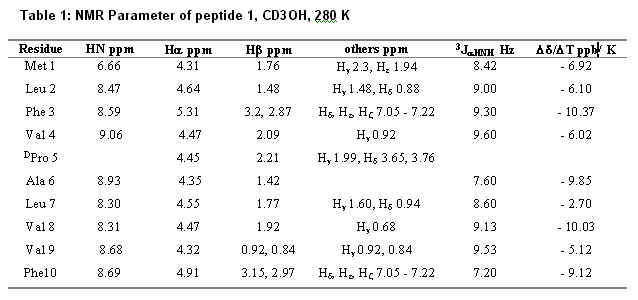 Table 1: NMR Parameter of peptide 1, CD3OH, 280 K
Residue HN ppm Hα ppm Hβ ppm others ppm ³JαHNH Hz Δδ/ΔT ppb/ K
Met 1 6.66 4.31 1.76 Hγ 2.3, Hε 1.94 8.42 - 6.92
Leu 2 8.47 4.64 1.48 Hγ 1.48, Hδ 0.88 9.00 - 6.10
Phe 3 8.59 5.31 3.2, 2.87 Hδ, Hε, Hζ 7.05 - 7.22 9.30 - 10.37
Val 4 9.06 4.47 2.09 Hγ 0.92 9.60 - 6.02
ᴰPro 5 4.45 2.21 Hγ 1.99, Hδ 3.65, 3.76
Ala 6 8.93 4.35 1.42 7.60 - 9.85
Leu 7 8.30 4.55 1.77 Hγ 1.60, Hδ 0.94 8.60 - 2.70
Val 8 8.31 4.47 1.92 Hγ 0.68 9.13 - 10.03
Val 9 8.68 4.32 0.92, 0.84 Hγ 0.92, 0.84 9.53 - 5.12
Phe10 8.69 4.91 3.15, 2.97 Hδ, Hε, Hζ 7.05 - 7.22 7.20 - 9.12